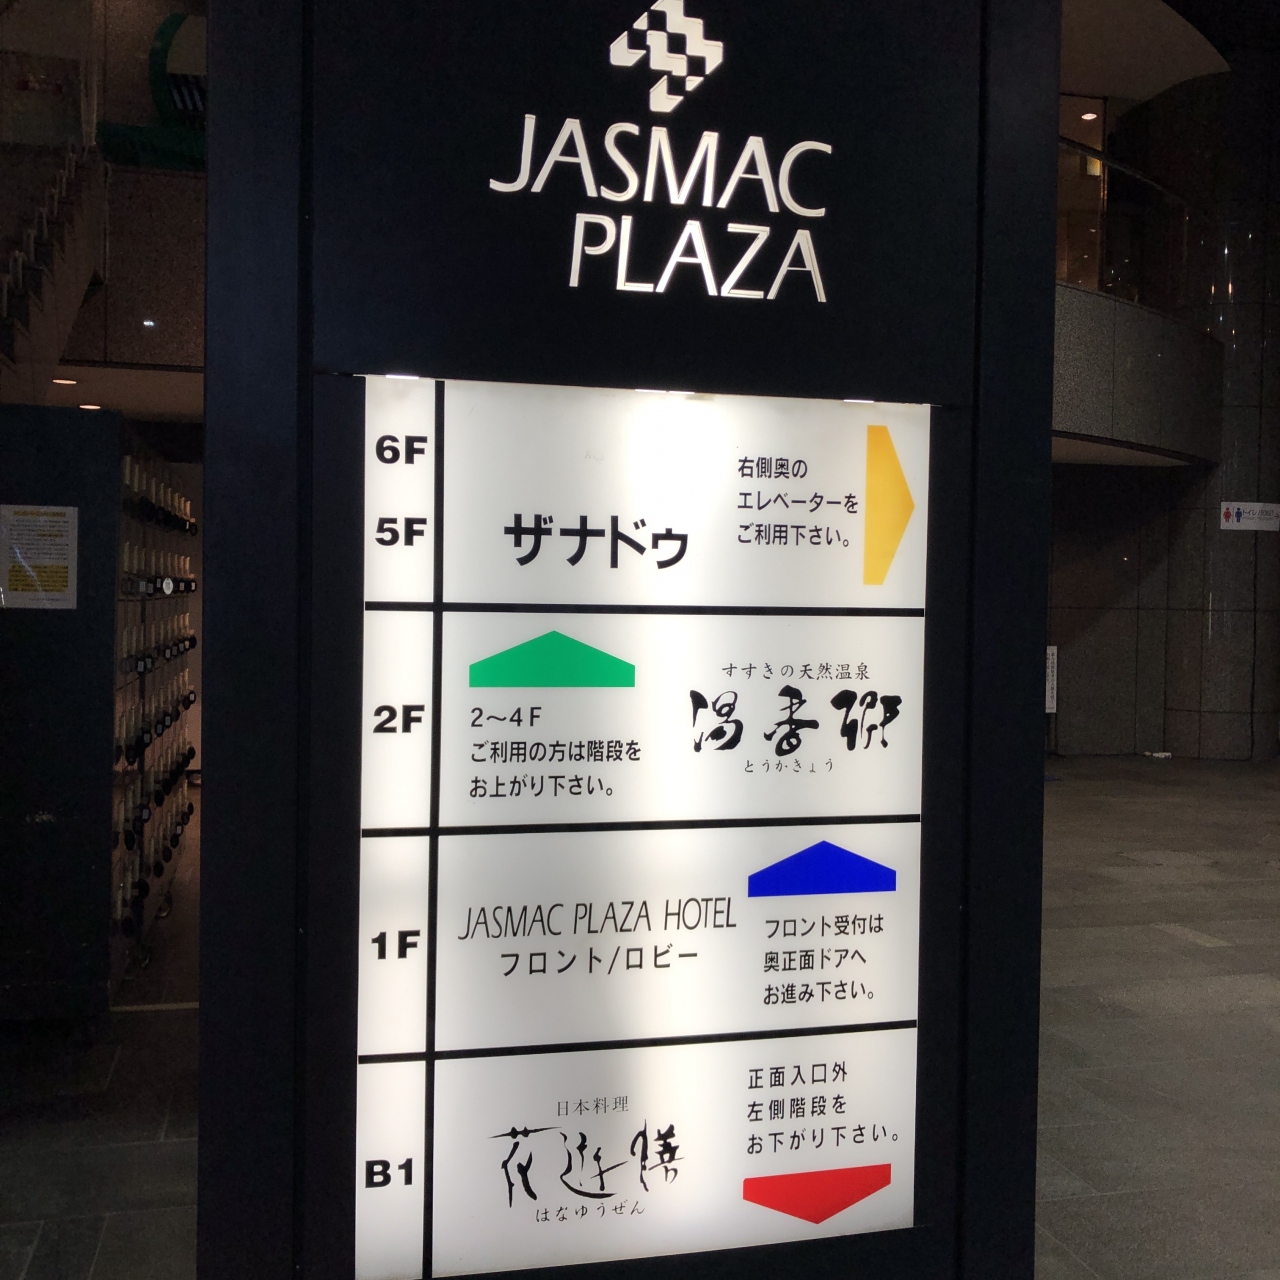 JASMAC
PLAZA
6F
5F
ザナドゥ
右側奥の
エレベーターを
ご利用下さい。
2F
2～4F
ご利用の方は階段を
お上がり下さい。
すすきの天然温泉
湯香郷
とうかきょう
1F
JASMAC PLAZA HOTEL
フロント/ロビー
フロント受付は
奥正面ドアへ
お進み下さい。
B1
日本料理
花遊膳
はなゆうぜん
正面入口外
左側階段を
お下がり下さい。
トイレ